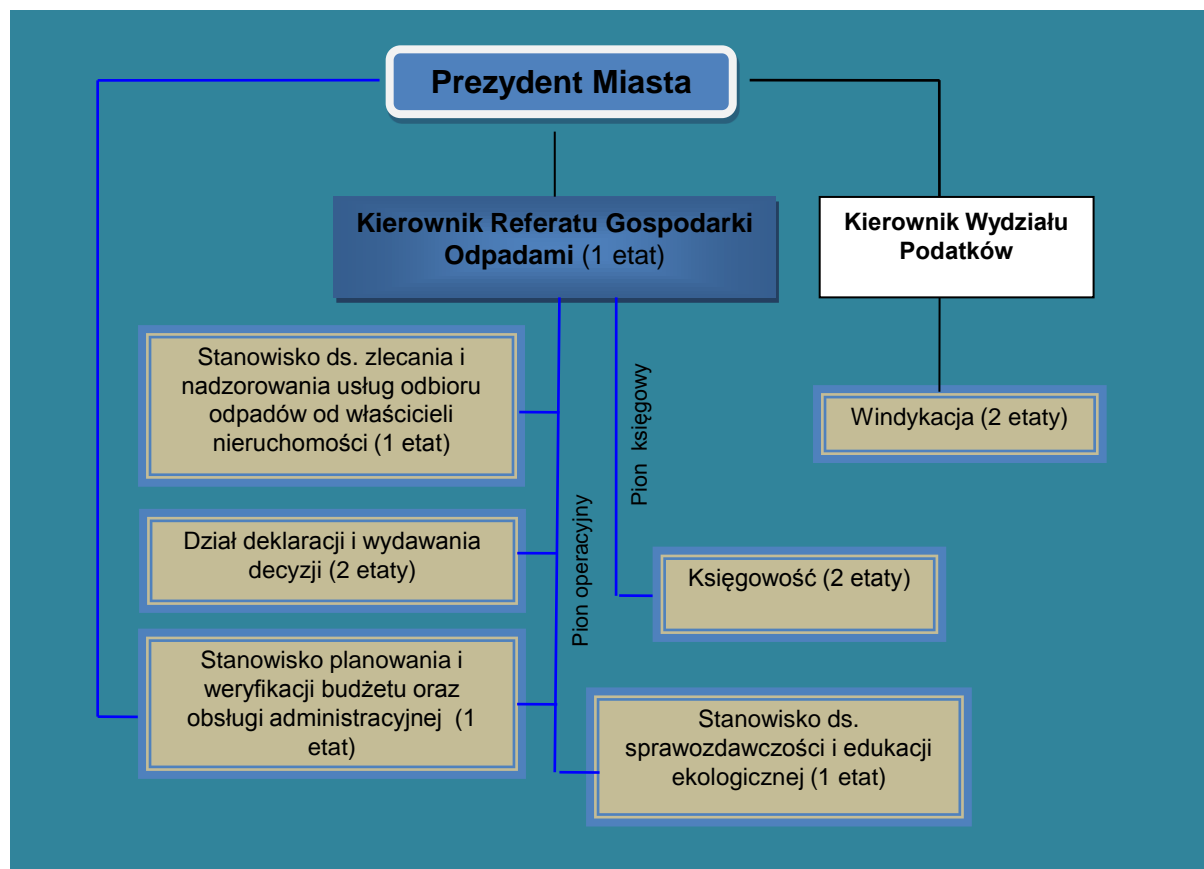 Prezydent Miasta
Kierownik Referatu Gospodarki
Odpadami (1 etat)
Kierownik Wydziału
Podatków
Stanowisko ds. zlecania i
nadzorowania usług odbioru
odpadów od właścicieli
nieruchomości (1 etat)
Pion księgowy
Windykacja (2 etaty)
Pion operacyjny
Dział deklaracji i wydawania
decyzji (2 etaty)
Księgowość (2 etaty)
Stanowisko planowania i
weryfikacji budżetu oraz
obsługi administracyjnej (1
etat)
Stanowisko ds.
sprawozdawczości i edukacji
ekologicznej (1 etat)